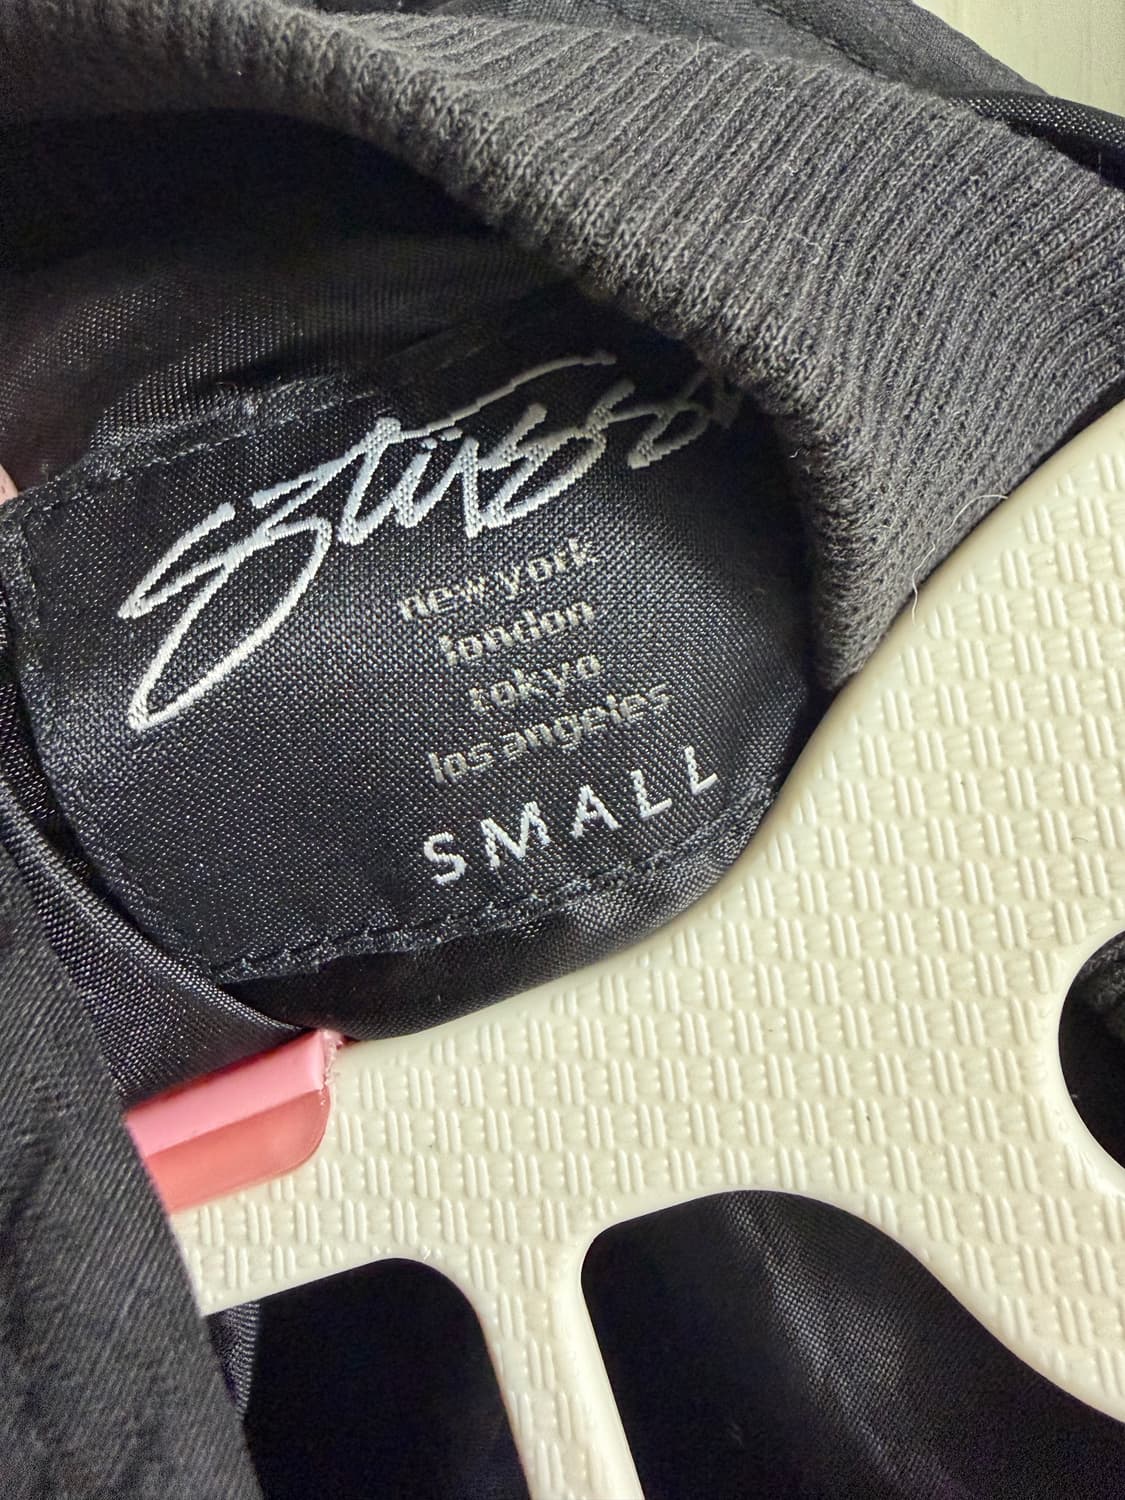 Stüssy
new york
london
tokyo
los angeles
SMALL